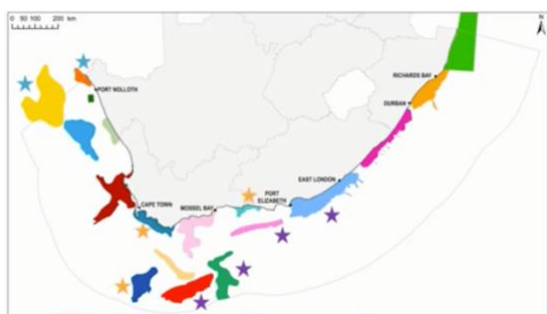 0 50 100 200 km
N
PORT NOLLOTH
RICHARDS BAY
DURBAN
EAST LONDON
PORT
ELIZABETH
CAPE TOWN
MOSSEL BAY